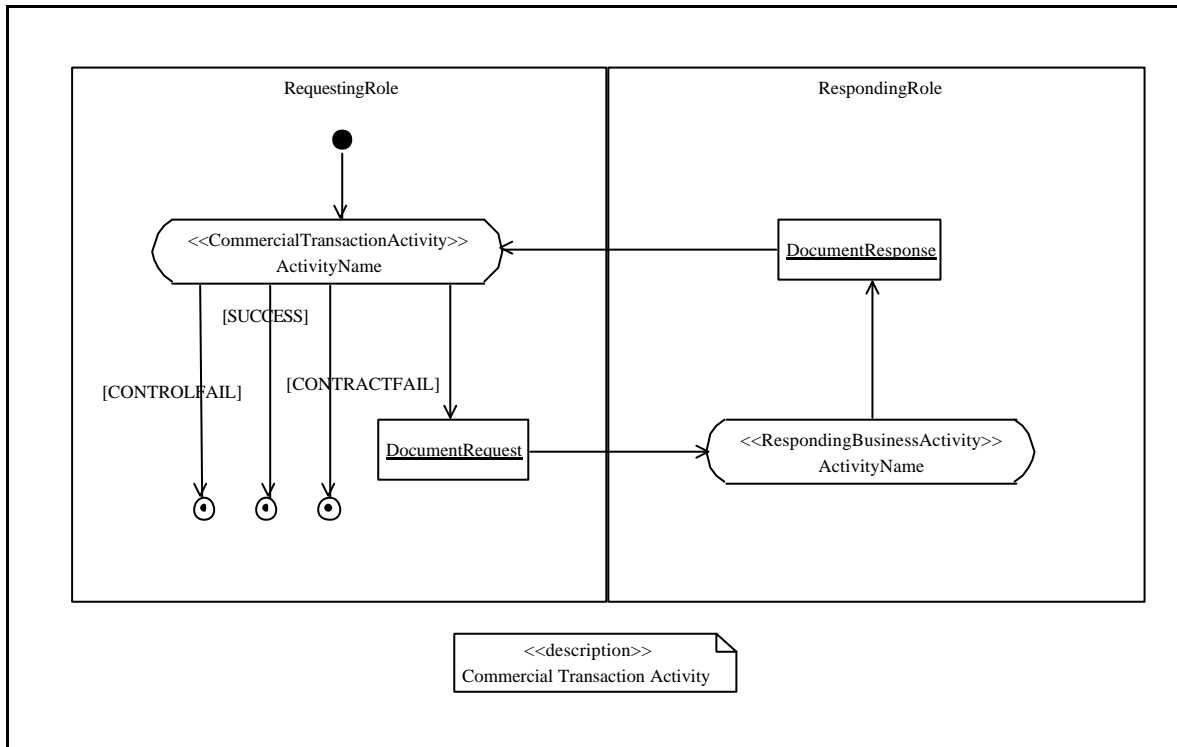 RequestingRole
RespondingRole
<<CommercialTransactionActivity>>
ActivityName
DocumentResponse
[SUCCESS]
[CONTROLFAIL]
[CONTRACTFAIL]
DocumentRequest
<<RespondingBusinessActivity>>
ActivityName
<<description>>
Commercial Transaction Activity